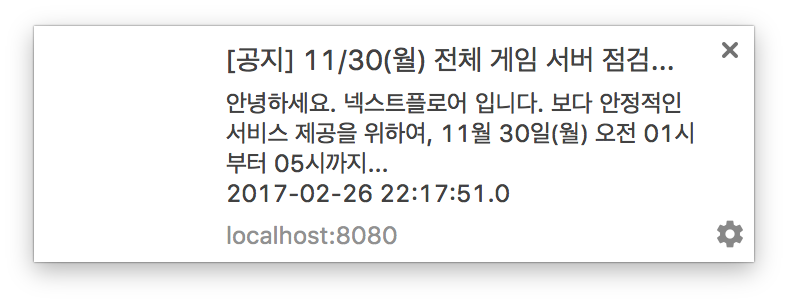 [공지] 11/30(월) 전체 게임 서버 점검...
안녕하세요. 넥스트플로어 입니다. 보다 안정적인
서비스 제공을 위하여, 11월 30일(월) 오전 01시
부터 05시까지...
2017-02-26 22:17:51.0
localhost:8080